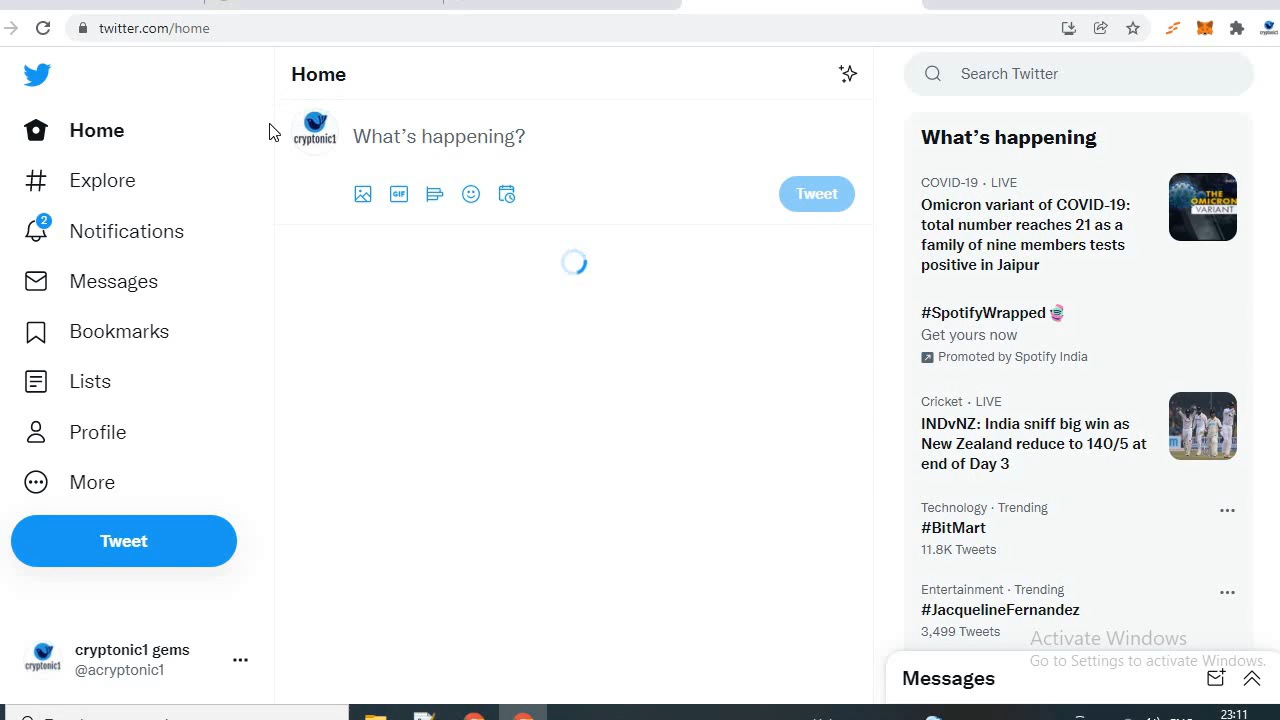 twitter.com/home
cryptonic1
Home
Search Twitter
Home
cryptonic1
What's happening?
What's happening
Explore
GIF
Tweet
COVID-19 · LIVE
Omicron variant of COVID-19:
total number reaches 21 as a
family of nine members tests
positive in Jaipur
THE
OMICRON
VARIANT
2
Notifications
Messages
#SpotifyWrapped
Get yours now
Promoted by Spotify India
Bookmarks
Lists
Cricket · LIVE
INDvNZ: India sniff big win as
New Zealand reduce to 140/5 at
end of Day 3
Profile
More
Technology · Trending
#BitMart
11.8K Tweets
Tweet
Entertainment · Trending
#JacquelineFernandez
3,499 Tweets
Activate Windows
Go to Settings to activate Windows.
cryptonic1
cryptonic1 gems
@acryptonic1
Messages
23:11